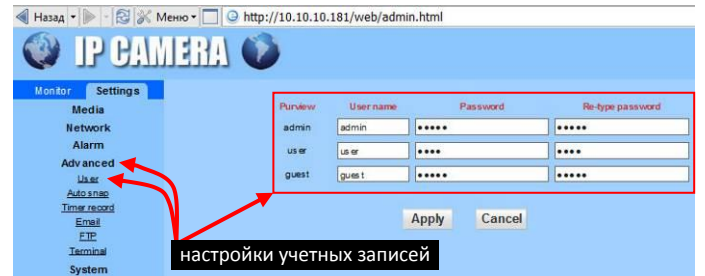 Назад Меню http://10.10.10.181/web/admin.html
IP CAMERA
Monitor Settings
Media
Network
Alarm
Advanced
User
Auto snap
Timer record
Email
FTP
Terminal
System
Purview User name Password Re-type password
admin admin ••••• •••••
user user •••• ••••
guest guest ••••• •••••
Apply Cancel
настройки учетных записей